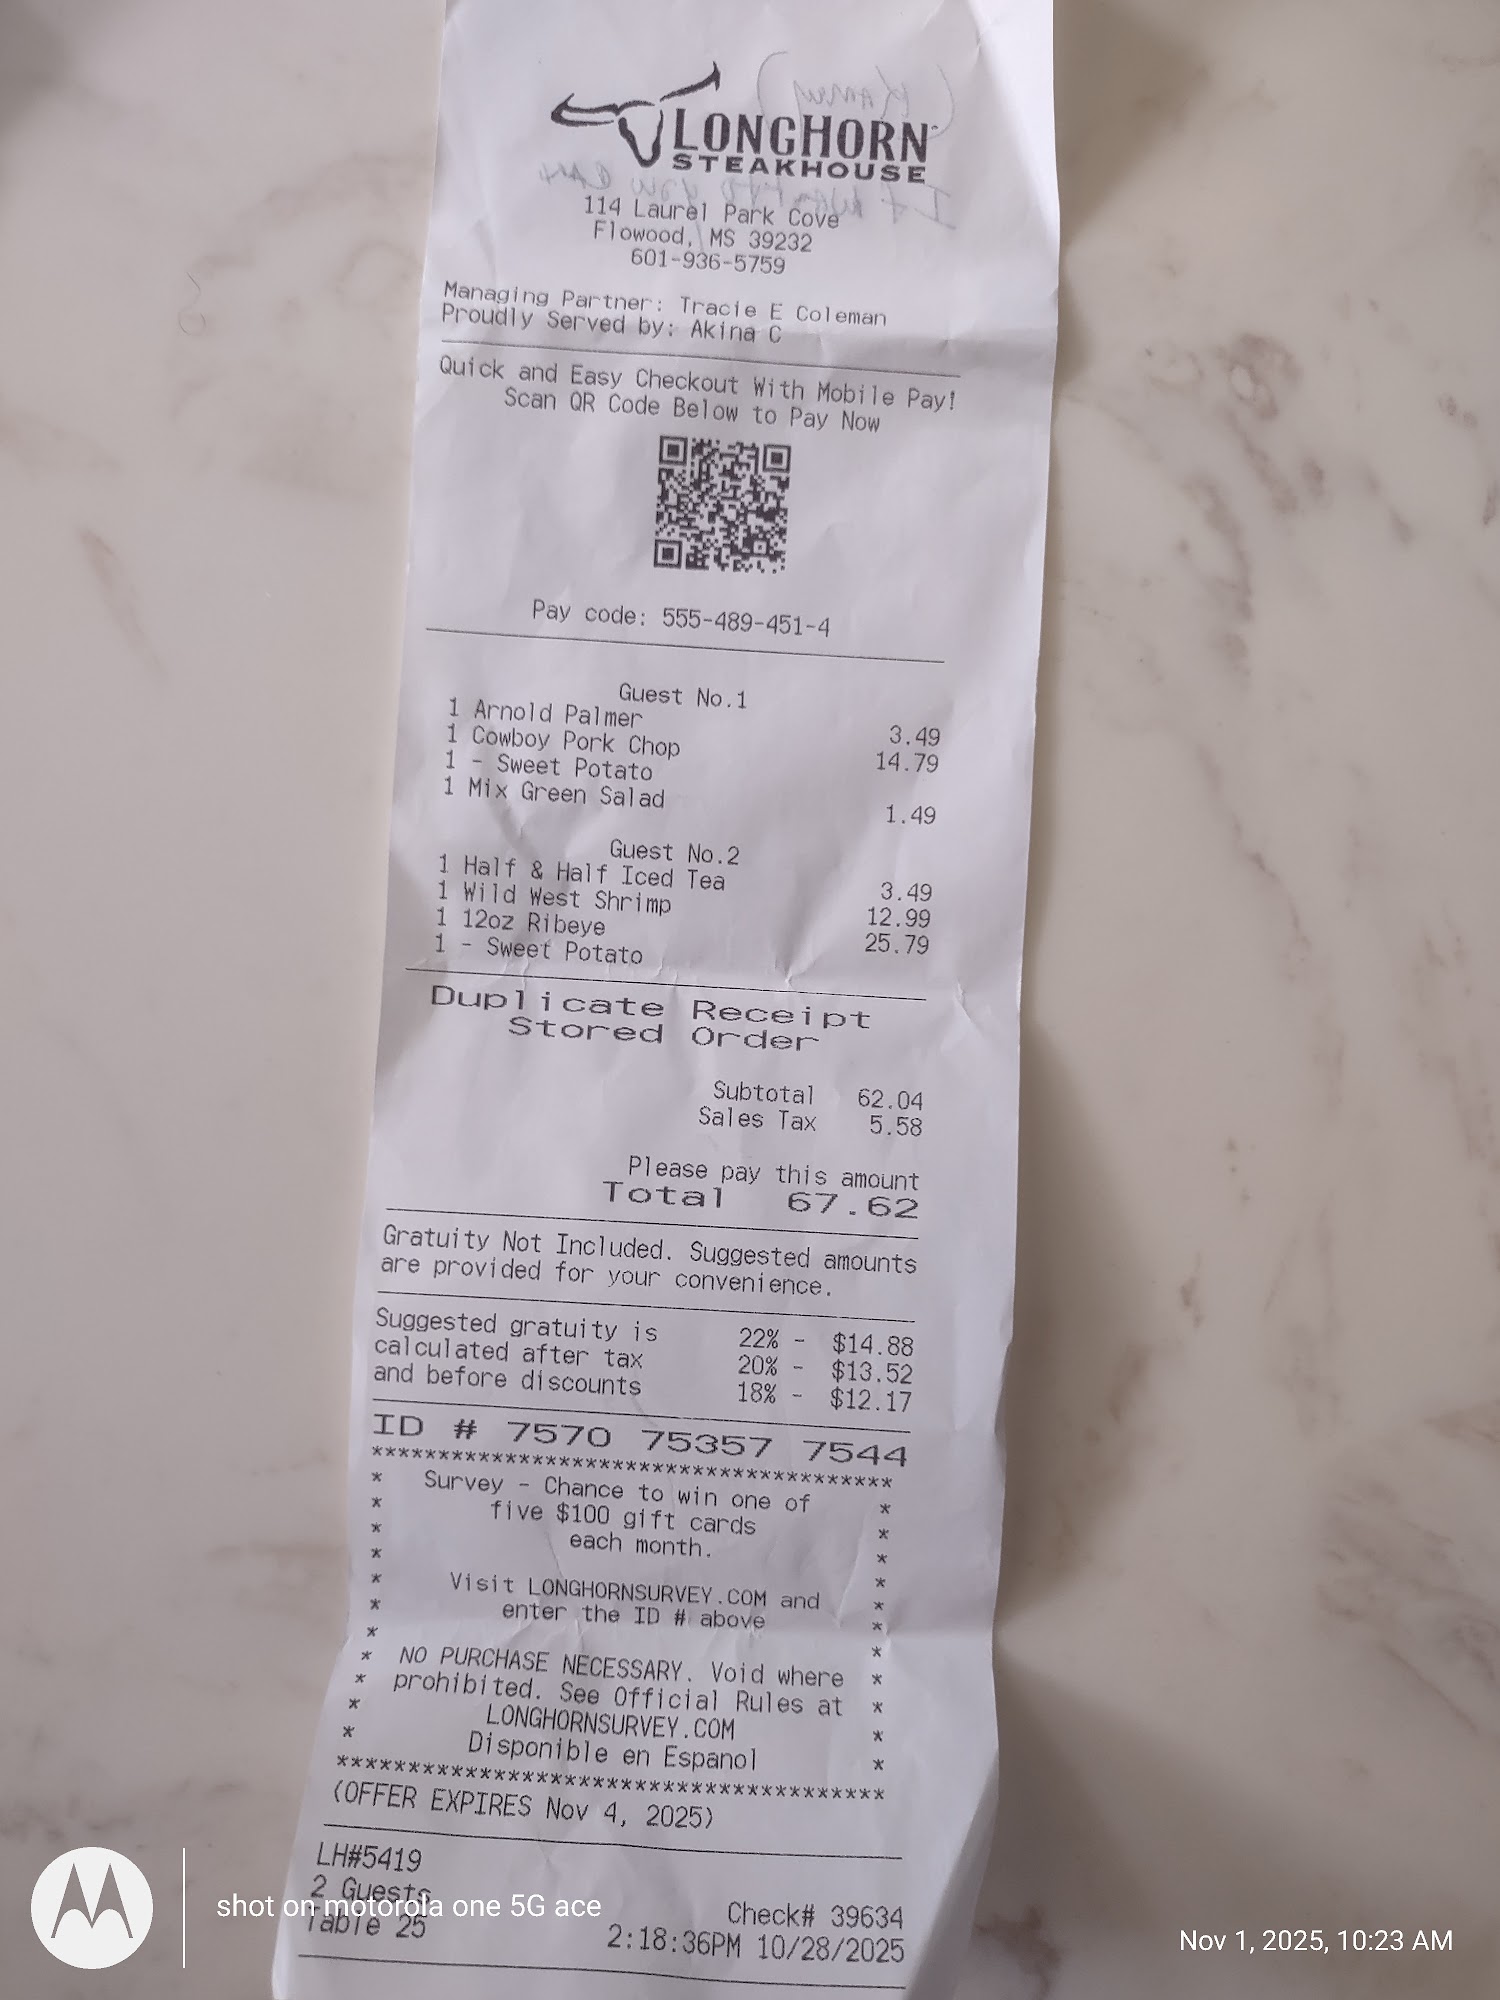 LONGHORN
STEAKHOUSE
114 Laurel Park Cove
Flowood, MS 39232
601-936-5759
Managing Partner: Tracie E Coleman
Proudly Served by: Akina C
Quick and Easy Checkout With Mobile Pay!
Scan QR Code Below to Pay Now
Pay code: 555-489-451-4
Guest No.1
1 Arnold Palmer 3.49
1 Cowboy Pork Chop 14.79
1 - Sweet Potato
1 Mix Green Salad 1.49
Guest No.2
1 Half & Half Iced Tea 3.49
1 Wild West Shrimp 12.99
1 12oz Ribeye 25.79
1 - Sweet Potato
Duplicate Receipt
Stored Order
Subtotal 62.04
Sales Tax 5.58
Please pay this amount
Total 67.62
Gratuity Not Included. Suggested amounts
are provided for your convenience.
Suggested gratuity is 22% - $14.88
calculated after tax 20% - $13.52
and before discounts 18% - $12.17
ID # 7570 75357 7544
****************************************
* Survey - Chance to win one of *
* five $100 gift cards *
* each month. *
* *
* Visit LONGHORNSURVEY.COM and *
* enter the ID # above *
* *
* NO PURCHASE NECESSARY. Void where *
* prohibited. See Official Rules at *
* LONGHORNSURVEY.COM *
* Disponible en Espanol *
****************************************
(OFFER EXPIRES Nov 4, 2025)
LH#5419
2 Guests Check# 39634
Table 25 2:18:36PM 10/28/2025
shot on motorola one 5G ace
Nov 1, 2025, 10:23 AM